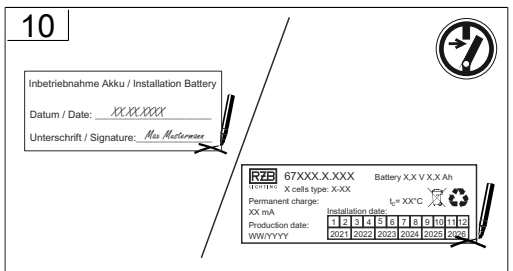 10
Inbetriebnahme Akku / Installation Battery
Datum / Date: XX.XX.XXXX
Unterschrift / Signature: Max Mustermann
RZB 67XXX.X.XXX Battery X,X V X,X Ah
LIGHTING X cells type: X-XX
Permanent charge: tc= XX°C
XX mA Installation date:
1 2 3 4 5 6 7 8 9 10 11 12
Production date:
WW/YYYY 2021 2022 2023 2024 2025 2026